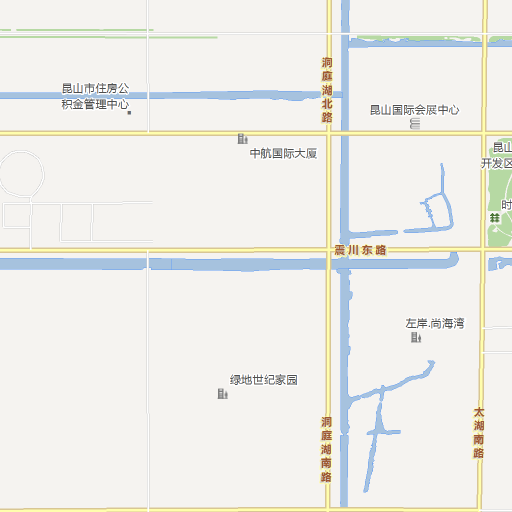 洞庭湖北路
昆山市住房公
积金管理中心
昆山国际会展中心
中航国际大厦
昆山
开发区
时
震川东路
左岸.尚海湾
绿地世纪家园
洞庭湖南路
太湖南路